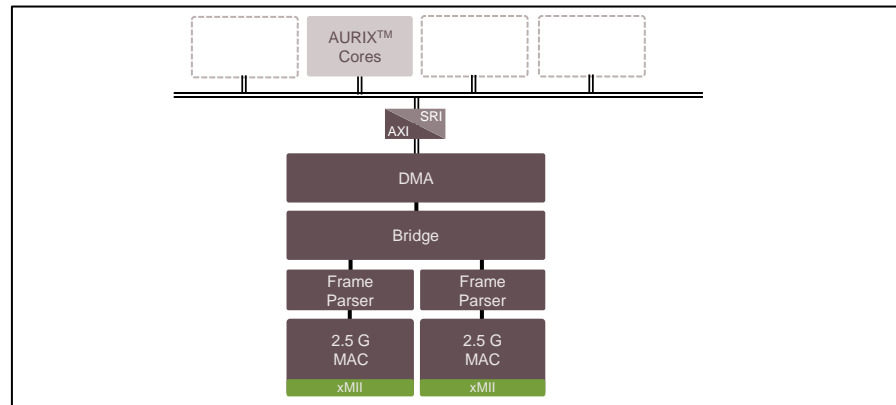 AURIX™
Cores
SRI
AXI
DMA
Bridge
Frame
Parser
Frame
Parser
2.5 G
MAC
2.5 G
MAC
xMII
xMII